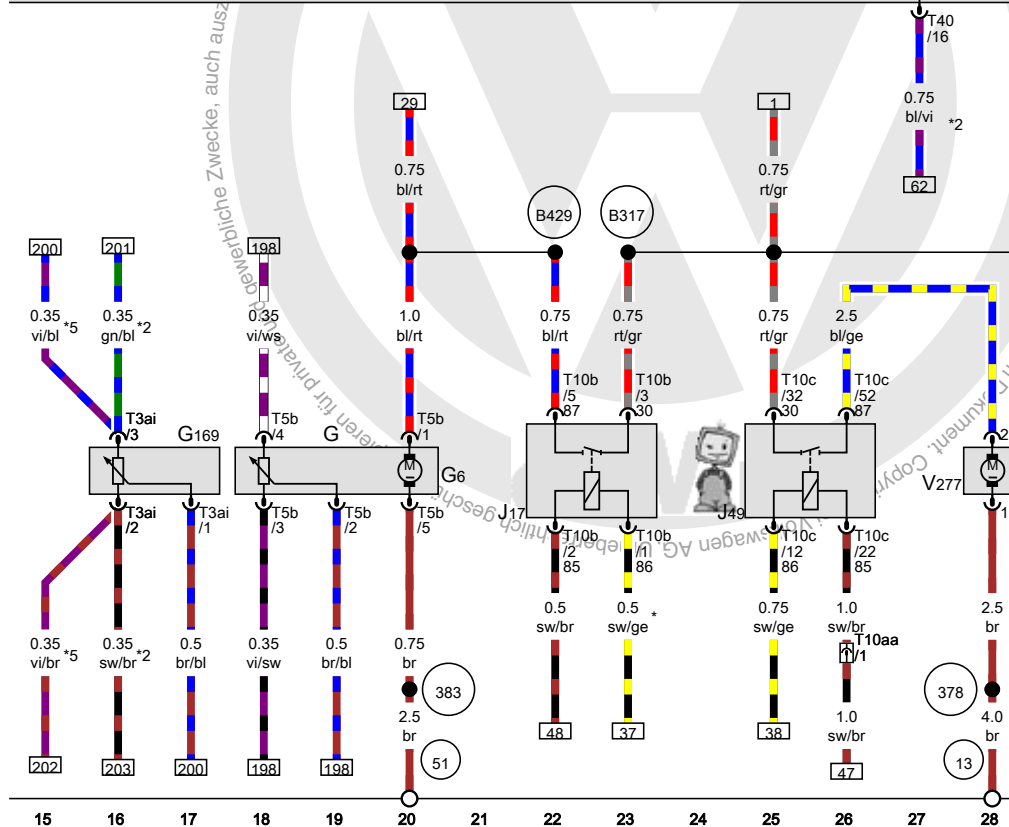 T40
/16
0.75
bl/vi *2
62
29
1
0.75
bl/rt
0.75
rt/gr
B429
B317
200
201
198
0.35
vi/bl *5
0.35
gn/bl *2
0.35
vi/ws
1.0
bl/rt
0.75
bl/rt
0.75
rt/gr
0.75
rt/gr
2.5
bl/ge
T10b
/5
87
T10b
/3
30
T10c
/32
30
T10c
/52
87
T3ai
/3
G169
T5b
/4
G
T5b
/1
2
M
G6
M
V277
J17
J49
T3ai
/2
T3ai
/1
T5b
/3
T5b
/2
T5b
/5
T10b
/2
85
T10b
/1
86
T10c
/12
86
T10c
/22
85
1
0.35
vi/br *5
0.35
sw/br *2
0.5
br/bl
0.35
vi/sw
0.5
br/bl
0.75
br
0.5
sw/br
0.5
sw/ge *
0.75
sw/ge
1.0
sw/br
2.5
br
T10aa
/1
383
378
2.5
br
1.0
sw/br
4.0
br
48
37
38
47
202
203
200
198
198
51
13
15 16 17 18 19 20 21 22 23 24 25 26 27 28
für private und gewerbliche Zwecke, auch ausz